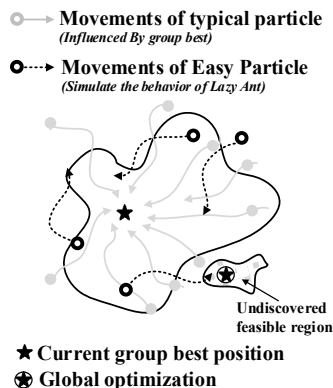 Movements of typical particle
(Influenced By group best)
Movements of Easy Particle
(Simulate the behavior of Lazy Ant)
Undiscovered
feasible region
Current group best position
Global optimization